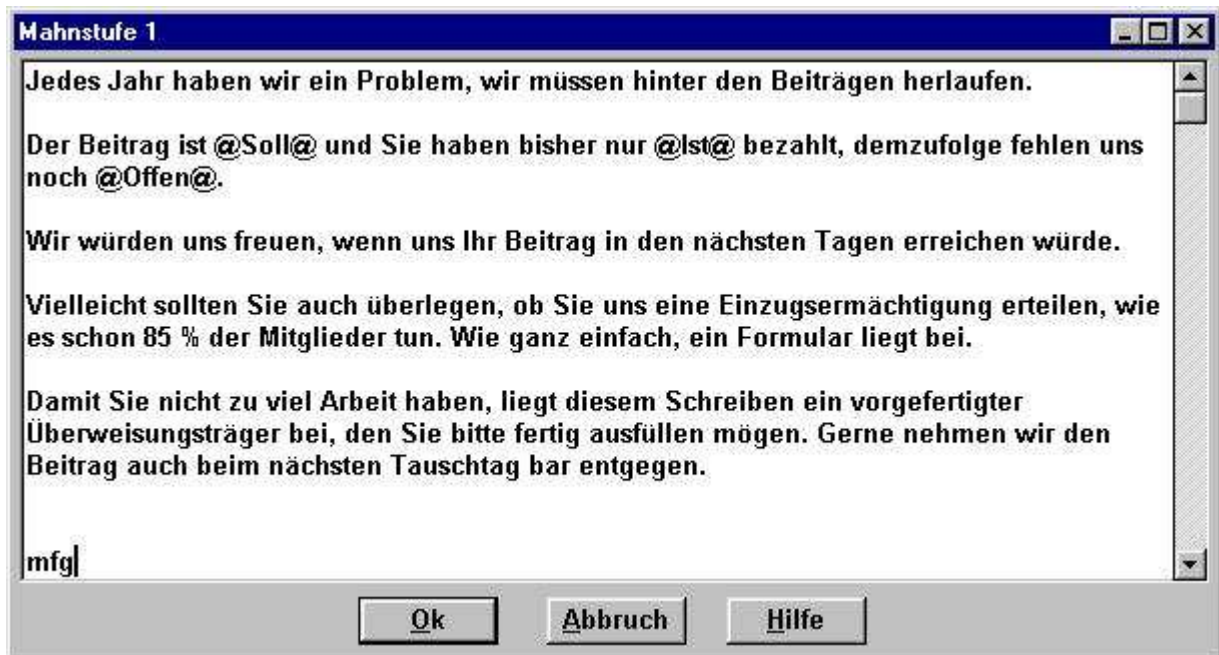 Mahnstufe 1
Jedes Jahr haben wir ein Problem, wir müssen hinter den Beiträgen herlaufen.
Der Beitrag ist @Soll@ und Sie haben bisher nur @Ist@ bezahlt, demzufolge fehlen uns
noch @Offen@.
Wir würden uns freuen, wenn uns Ihr Beitrag in den nächsten Tagen erreichen würde.
Vielleicht sollten Sie auch überlegen, ob Sie uns eine Einzugsermächtigung erteilen, wie
es schon 85 % der Mitglieder tun. Wie ganz einfach, ein Formular liegt bei.
Damit Sie nicht zu viel Arbeit haben, liegt diesem Schreiben ein vorgefertigter
Überweisungsträger bei, den Sie bitte fertig ausfüllen mögen. Gerne nehmen wir den
Beitrag auch beim nächsten Tauschtag bar entgegen.
mfg
Ok Abbruch Hilfe